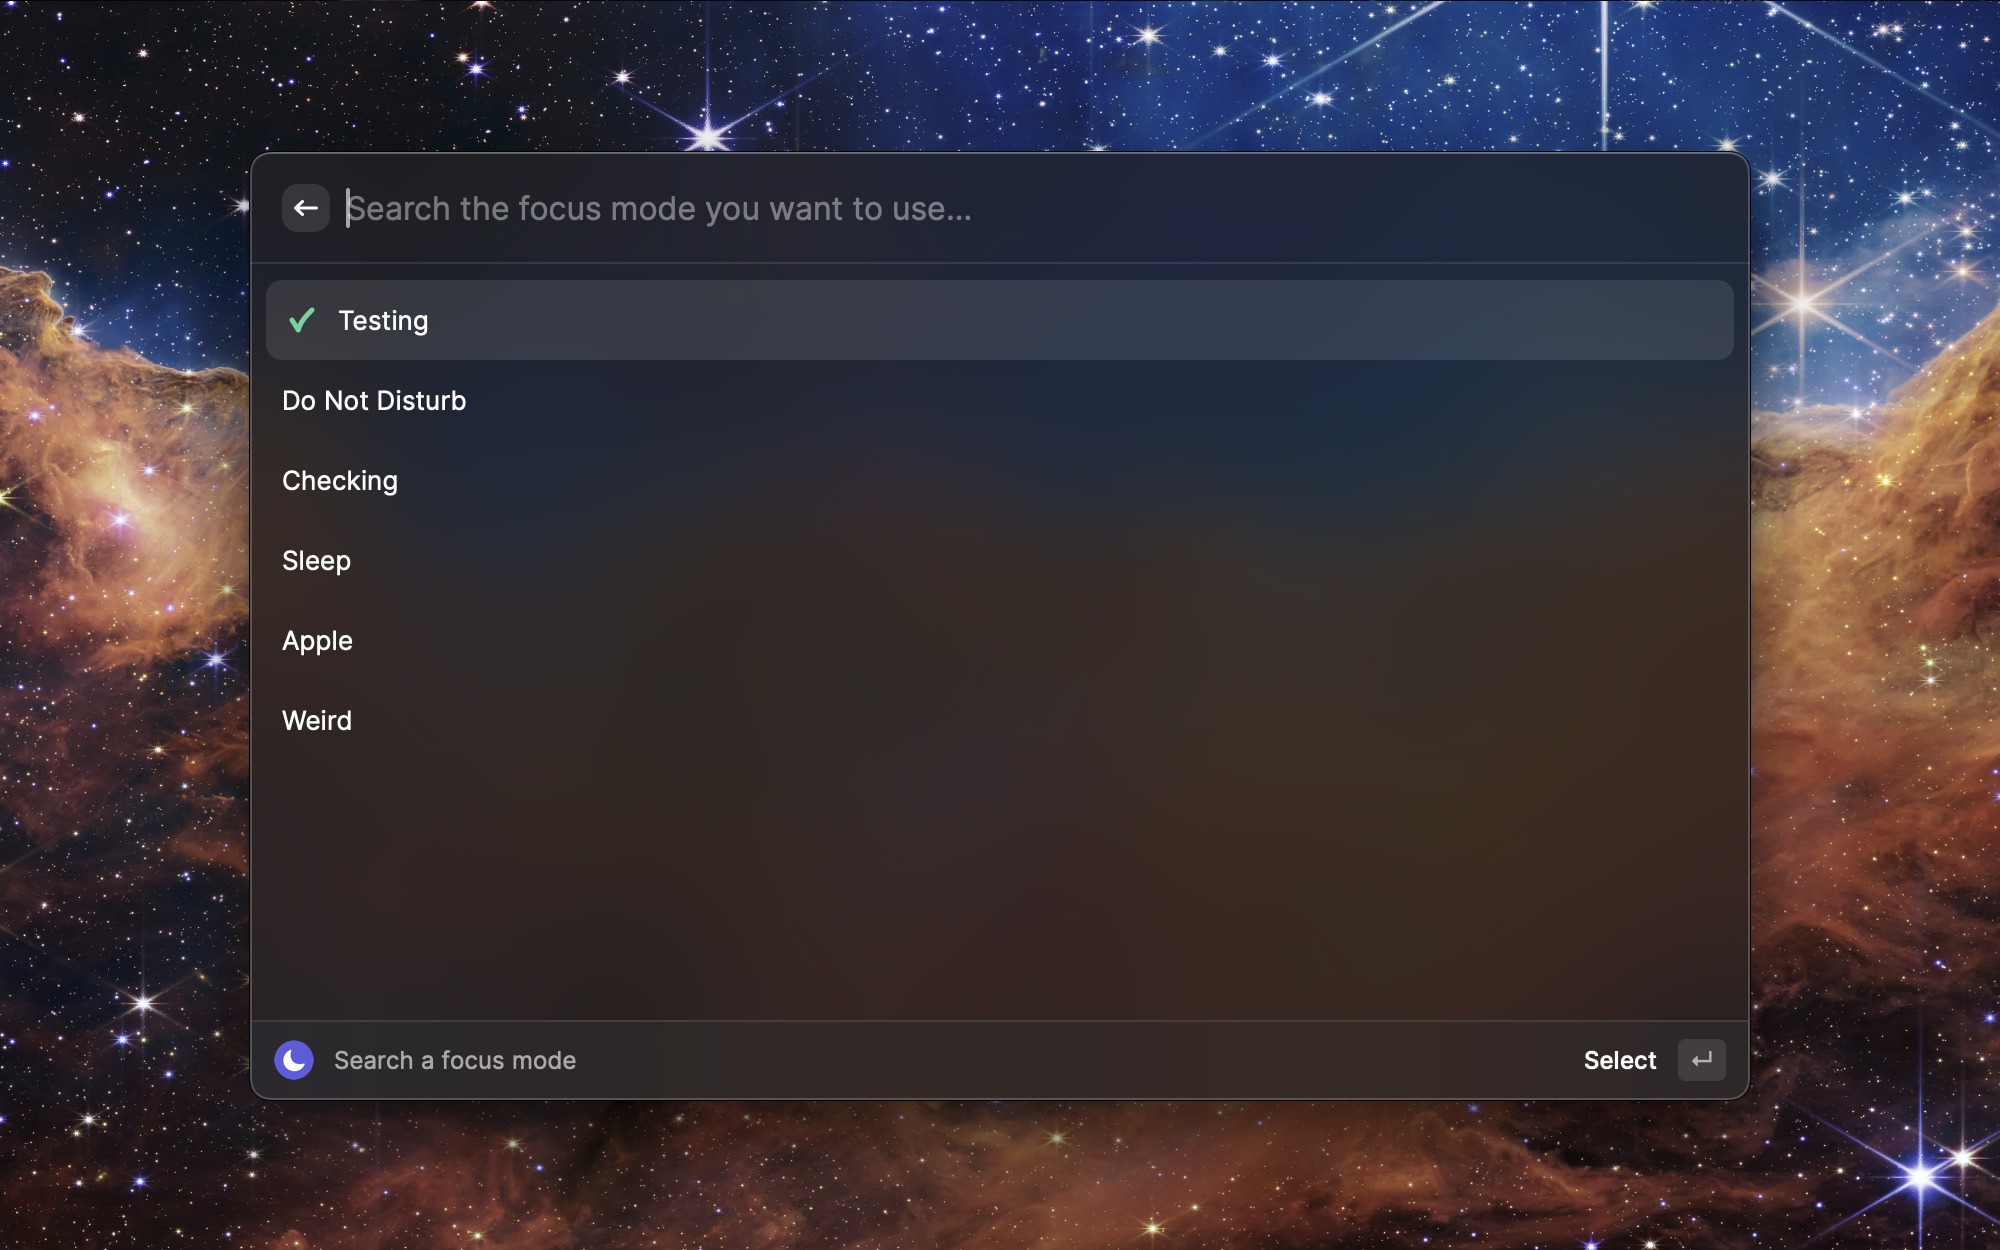 Search the focus mode you want to use...
Testing
Do Not Disturb
Checking
Sleep
Apple
Weird
Search a focus mode
Select